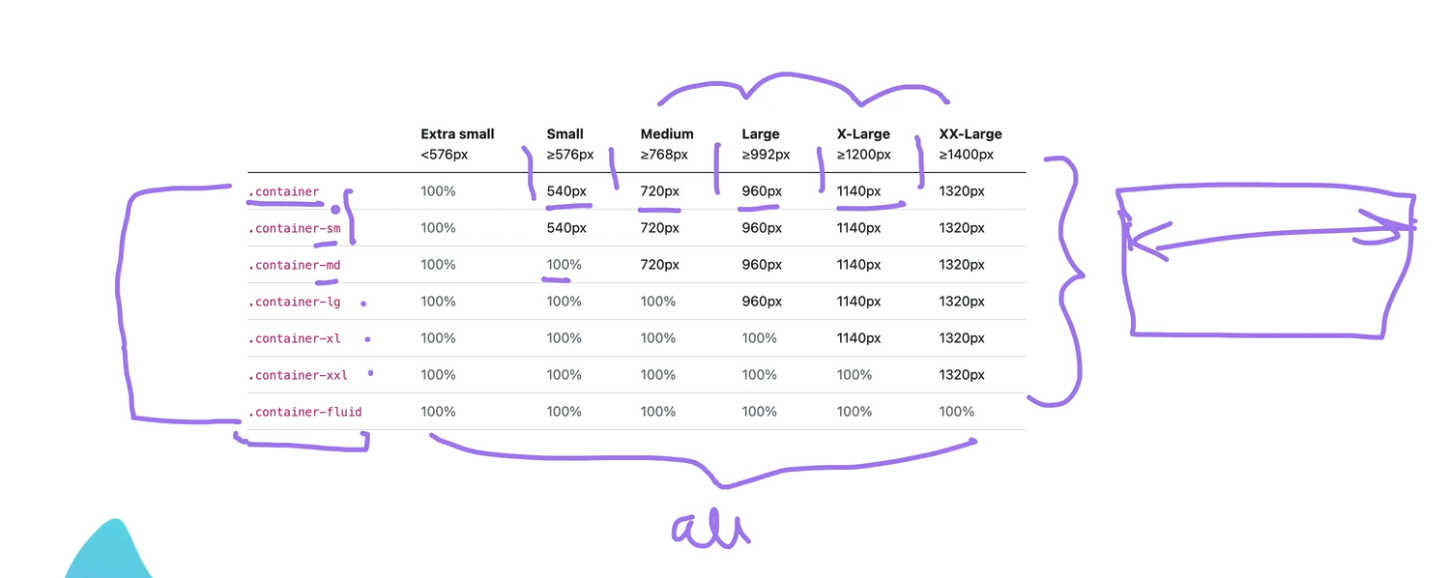 Extra small Small Medium Large X-Large XX-Large
<576px ≥576px ≥768px ≥992px ≥1200px ≥1400px
.container 100% 540px 720px 960px 1140px 1320px
.container-sm 100% 540px 720px 960px 1140px 1320px
.container-md 100% 100% 720px 960px 1140px 1320px
.container-lg 100% 100% 100% 960px 1140px 1320px
.container-xl 100% 100% 100% 100% 1140px 1320px
.container-xxl 100% 100% 100% 100% 100% 1320px
.container-fluid 100% 100% 100% 100% 100% 100%